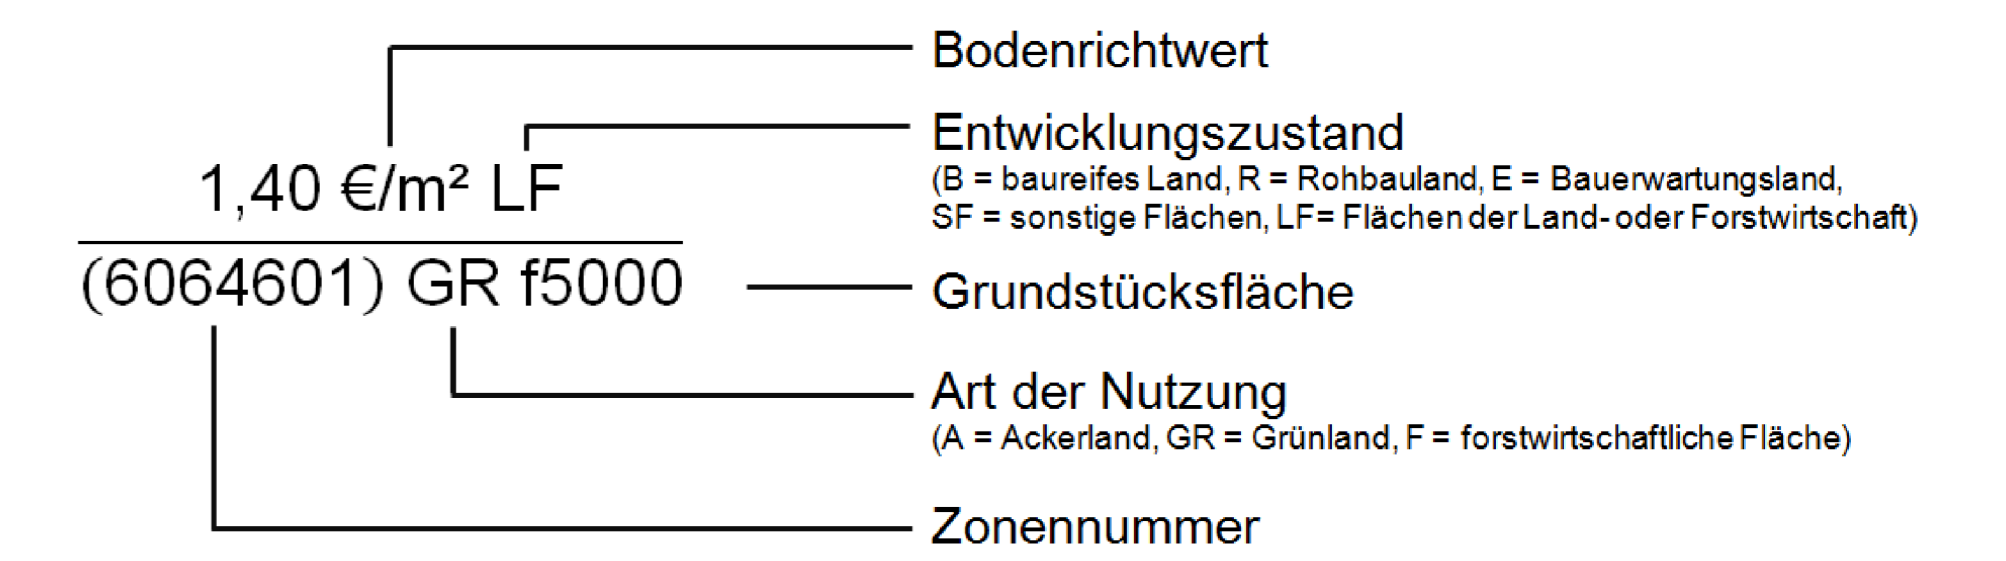 Bodenrichtwert
Entwicklungszustand
(B = baureifes Land, R = Rohbauland, E = Bauerwartungsland,
SF = sonstige Flächen, LF= Flächen der Land- oder Forstwirtschaft)
1,40 €/m² LF
(6064601) GR f5000
Grundstücksfläche
Art der Nutzung
(A = Ackerland, GR = Grünland, F = forstwirtschaftliche Fläche)
Zonennummer